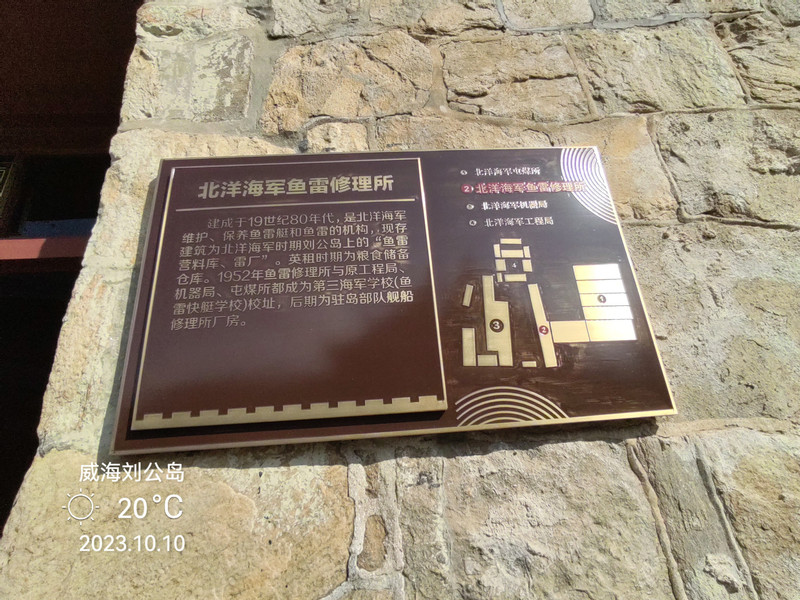 北洋海军鱼雷修理所
建成于19世纪80年代，是北洋海军
维护、保养鱼雷艇和鱼雷的机构，现存
建筑为北洋海军时期刘公岛上的“鱼雷
营料库、雷厂”。英租时期为粮食储备
仓库。1952年鱼雷修理所与原工程局、
机器局、屯煤所都成为第三海军学校(鱼
雷快艇学校)校址，后期为驻岛部队舰船
修理所厂房。
① 北洋海军屯煤所
② 北洋海军鱼雷修理所
③ 北洋海军机器局
④ 北洋海军工程局
4
3
2
1
威海刘公岛
20°C
2023.10.10